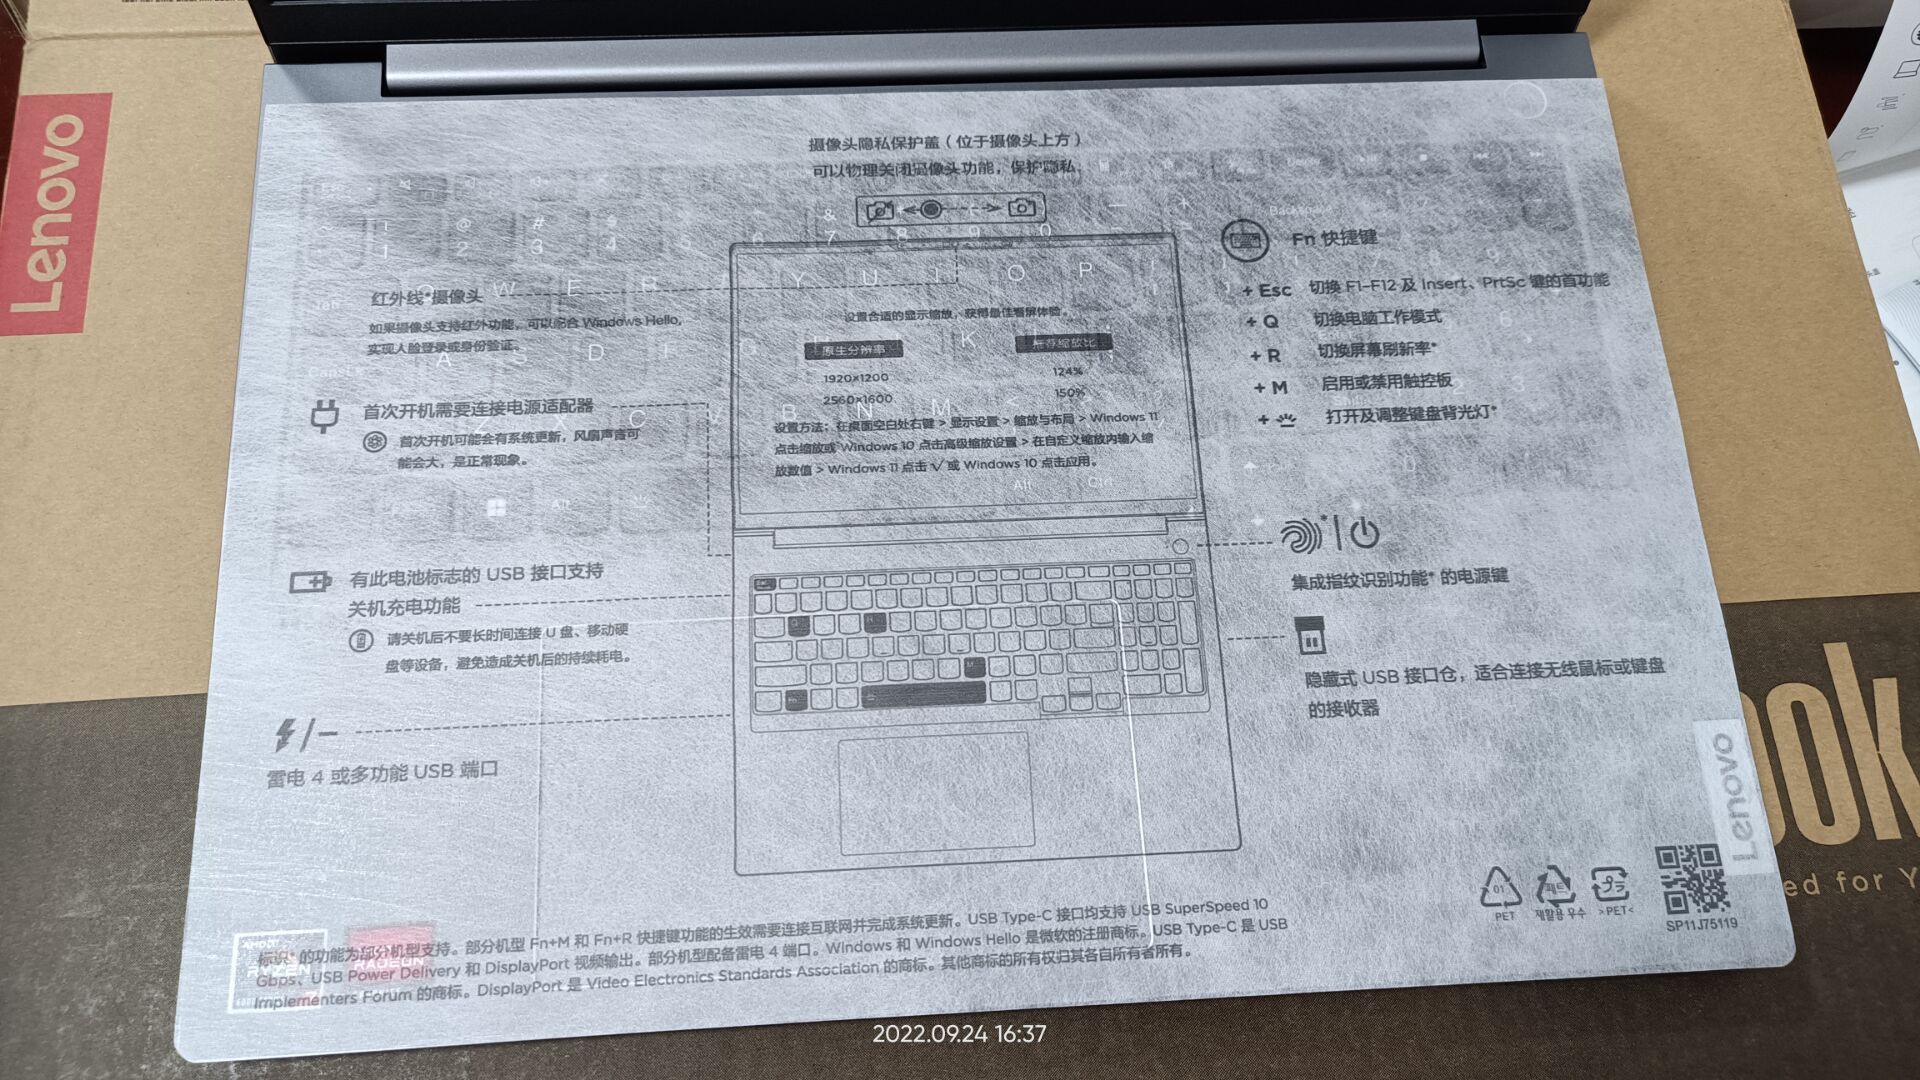 Lenovo
摄像头隐私保护盖（位于摄像头上方）
可以物理关闭摄像头功能，保护隐私。
红外线*摄像头
如果摄像头支持红外功能，可以配合 Windows Hello,
实现人脸登录或身份验证。
首次开机需要连接电源适配器
首次开机可能会有系统更新，风扇声音可
能会大，是正常现象。
有此电池标志的 USB 接口支持
关机充电功能
请关机后不要长时间连接 U 盘、移动硬
盘等设备，避免造成关机后的持续耗电。
雷电 4 或多功能 USB 端口
设置合适的显示缩放，获得最佳看屏体验。
原生分辨率 推荐缩放比
1920×1200 124%
2560×1600 150%
设置方法：在桌面空白处右键 > 显示设置 > 缩放与布局 > Windows 11
点击缩放或 Windows 10 点击高级缩放设置 > 在自定义缩放内输入缩
放数值 > Windows 11 点击 √ 或 Windows 10 点击应用。
Fn 快捷键
+ Esc 切换 F1-F12 及 Insert、PrtSc 键的首功能
+ Q 切换电脑工作模式
+ R 切换屏幕刷新率*
+ M 启用或禁用触控板
+ 打开及调整键盘背光灯*
集成指纹识别功能* 的电源键
隐藏式 USB 接口仓，适合连接无线鼠标或键盘
的接收器
标识* 的功能为部分机型支持。部分机型 Fn+M 和 Fn+R 快捷键功能的生效需要连接互联网并完成系统更新。USB Type-C 接口均支持 USB SuperSpeed 10
Gbps、USB Power Delivery 和 DisplayPort 视频输出。部分机型配备雷电 4 端口。Windows 和 Windows Hello 是微软的注册商标。USB Type-C 是 USB
Implementers Forum 的商标。DisplayPort 是 Video Electronics Standards Association 的商标。其他商标的所有权归其各自所有者所有。
AMD
RYZEN
RADEON
01
PET
재활용 우수
>PET<
SP11J75119
Lenovo
ook
ed for Y
2022.09.24 16:37